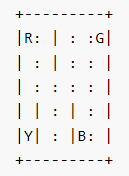 +---------+
|R: | : :G|
| : | : : |
| : : : : |
| | : | : |
|Y| : |B: |
+---------+